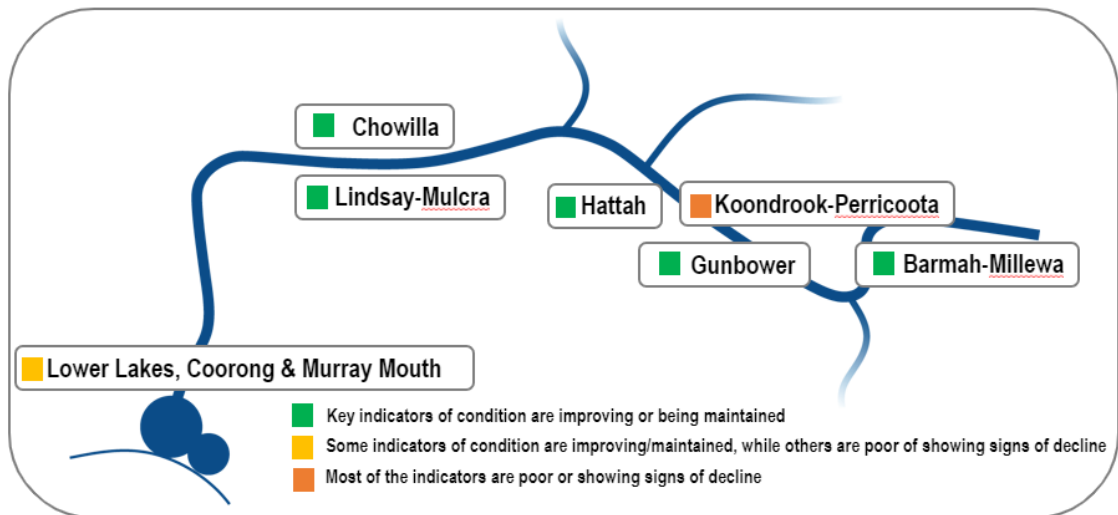 Chowilla
Lindsay-Mulcra
Hattah
Koondrook-Perricoota
Gunbower
Barmah-Millewa
Lower Lakes, Coorong & Murray Mouth
Key indicators of condition are improving or being maintained
Some indicators of condition are improving/maintained, while others are poor of showing signs of decline
Most of the indicators are poor or showing signs of decline